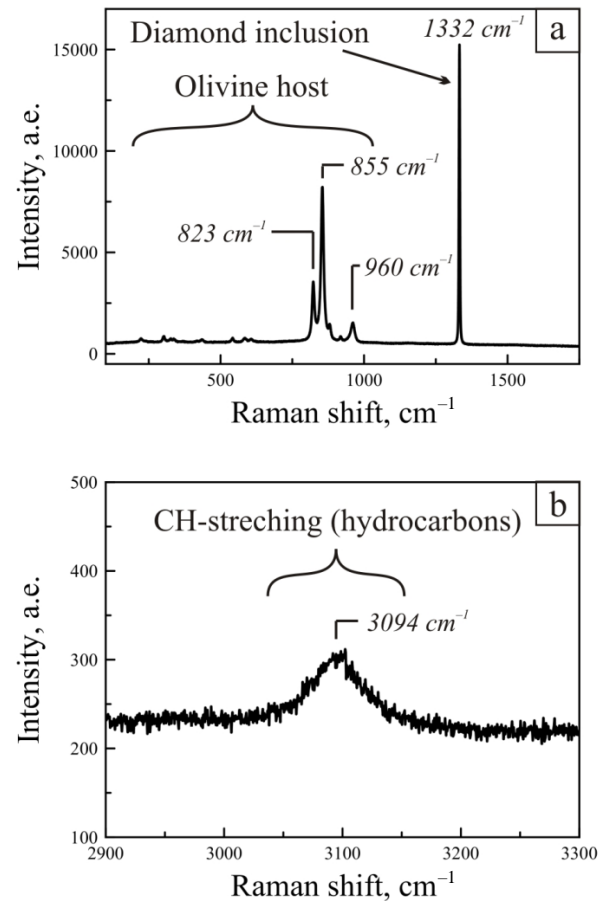 1332 cm⁻¹
a
Diamond inclusion
Olivine host
855 cm⁻¹
823 cm⁻¹
960 cm⁻¹
15000
10000
5000
0
Intensity, a.e.
500
1000
1500
Raman shift, cm⁻¹
b
CH-streching (hydrocarbons)
3094 cm⁻¹
500
400
300
200
100
Intensity, a.e.
2900
3000
3100
3200
3300
Raman shift, cm⁻¹